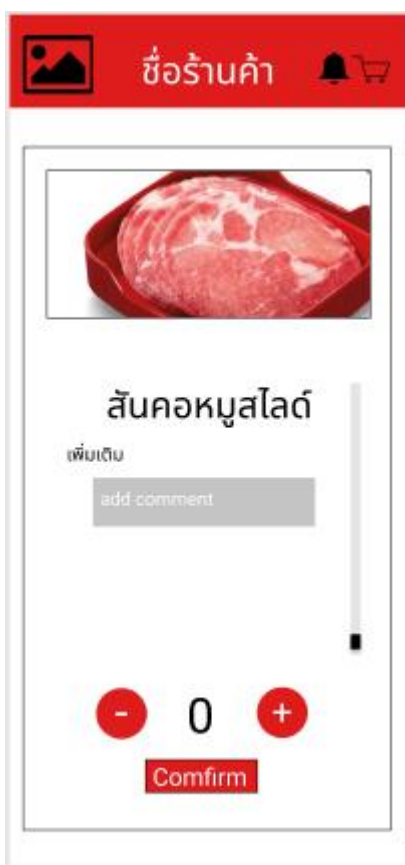 ชื่อร้านค้า
สันคอหมูสไลด์
เพิ่มเติม
add comment
- 0 +
Comfirm